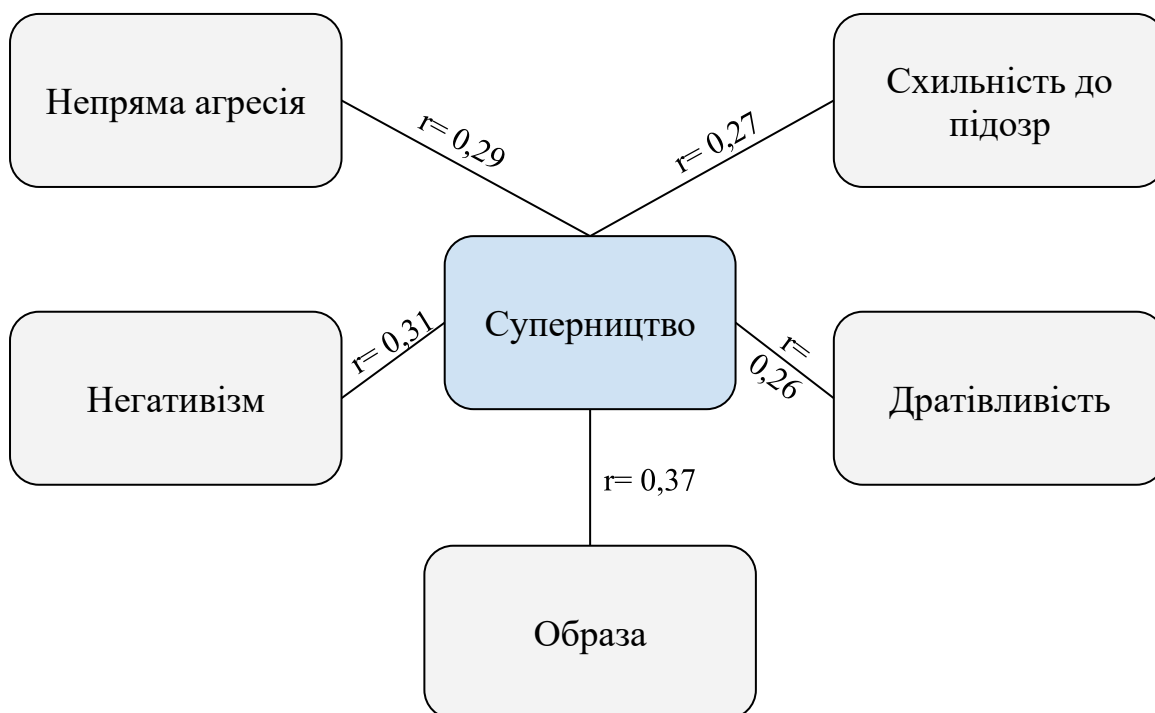 Непряма агресія
Схильність до
підозр
r= 0,29
r= 0,27
Суперництво
r= 0,31
r=
0,26
Негативізм
Дратівливість
r= 0,37
Образа